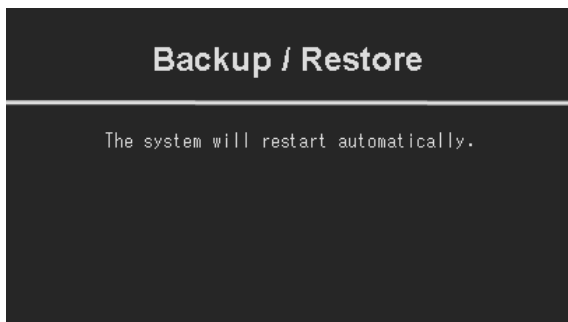 Backup / Restore
The system will restart automatically.